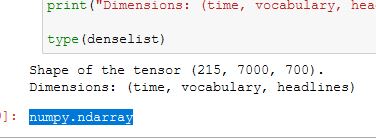 print("Dimensions: (time, vocabulary, hea
type(denselist)
Shape of the tensor (215, 7000, 700).
Dimensions: (time, vocabulary, headlines)
]: numpy.ndarray